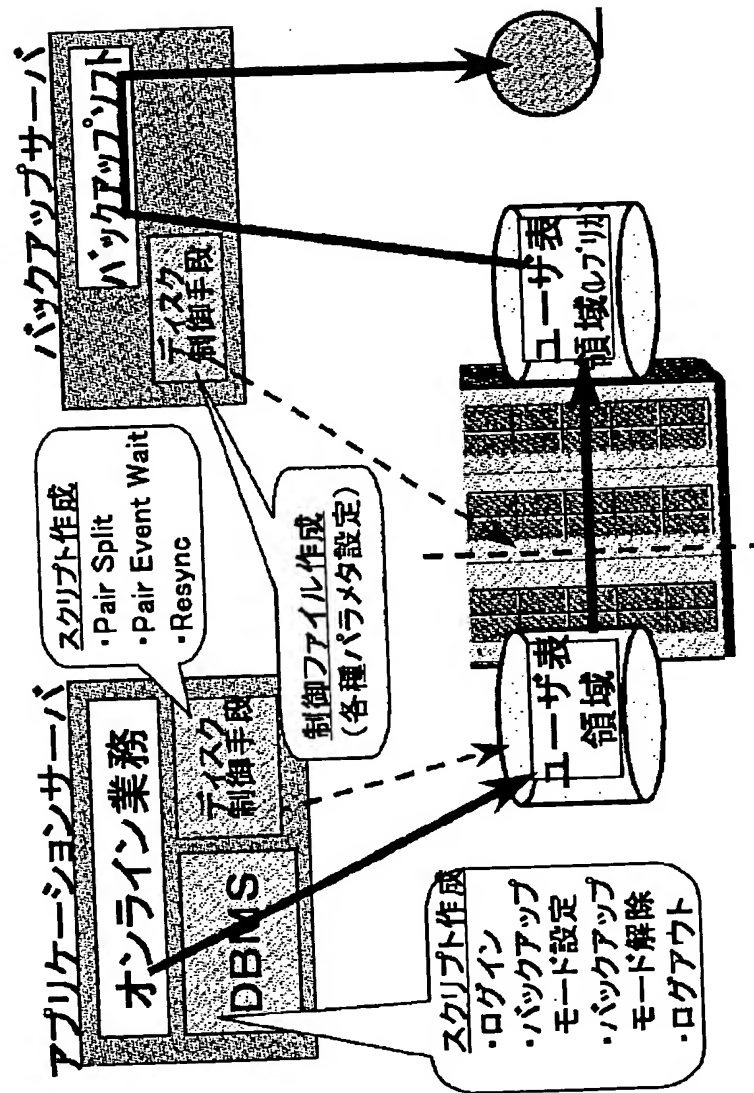 アプリケーションサーバ
オンライン業務
DBMS
ディスク
制御手段
スクリプト作成
・Pair Split
・Pair Event Wait
・Resync
バックアップサーバ
バックアップソフト
ディスク
制御手段
制御ファイル作成
(各種パラメタ設定)
スクリプト作成
・ログイン
・バックアップ
モード設定
・バックアップ
モード解除
・ログアウト
ユーザ表
領域
ユーザ表
領域(レプリカ)